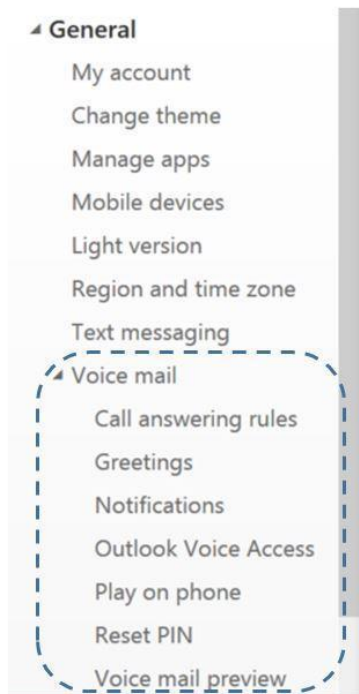 General
My account
Change theme
Manage apps
Mobile devices
Light version
Region and time zone
Text messaging
Voice mail
Call answering rules
Greetings
Notifications
Outlook Voice Access
Play on phone
Reset PIN
Voice mail preview